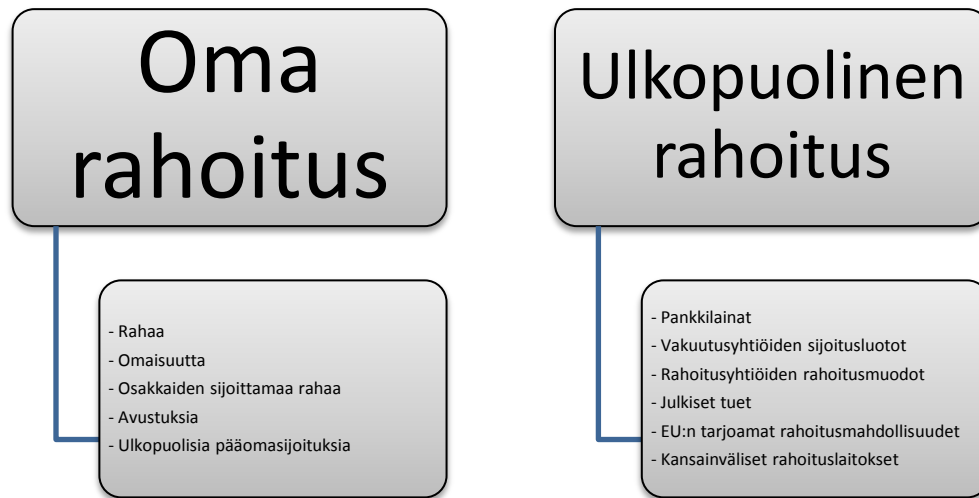 Oma
rahoitus
- Rahaa
- Omaisuutta
- Osakkaiden sijoittamaa rahaa
- Avustuksia
- Ulkopuolisia pääomasijoituksia
Ulkopuolinen
rahoitus
- Pankkilainat
- Vakuutusyhtiöiden sijoitusluotot
- Rahoitusyhtiöiden rahoitusmuodot
- Julkiset tuet
- EU:n tarjoamat rahoitusmahdollisuudet
- Kansainväliset rahoituslaitokset